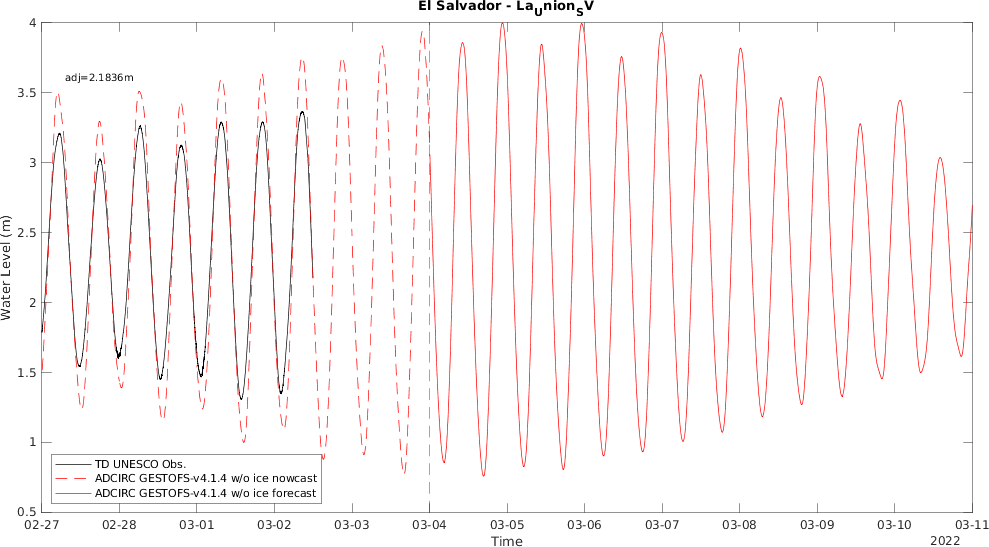 El Salvador - LaUnionSV
adj=2.1836m
4
3.5
3
2.5
2
1.5
1
0.5
Water Level (m)
TD UNESCO Obs.
ADCIRC GESTOFS-v4.1.4 w/o ice nowcast
ADCIRC GESTOFS-v4.1.4 w/o ice forecast
02-27 02-28 03-01 03-02 03-03 03-04 03-05 03-06 03-07 03-08 03-09 03-10 03-11
Time
2022